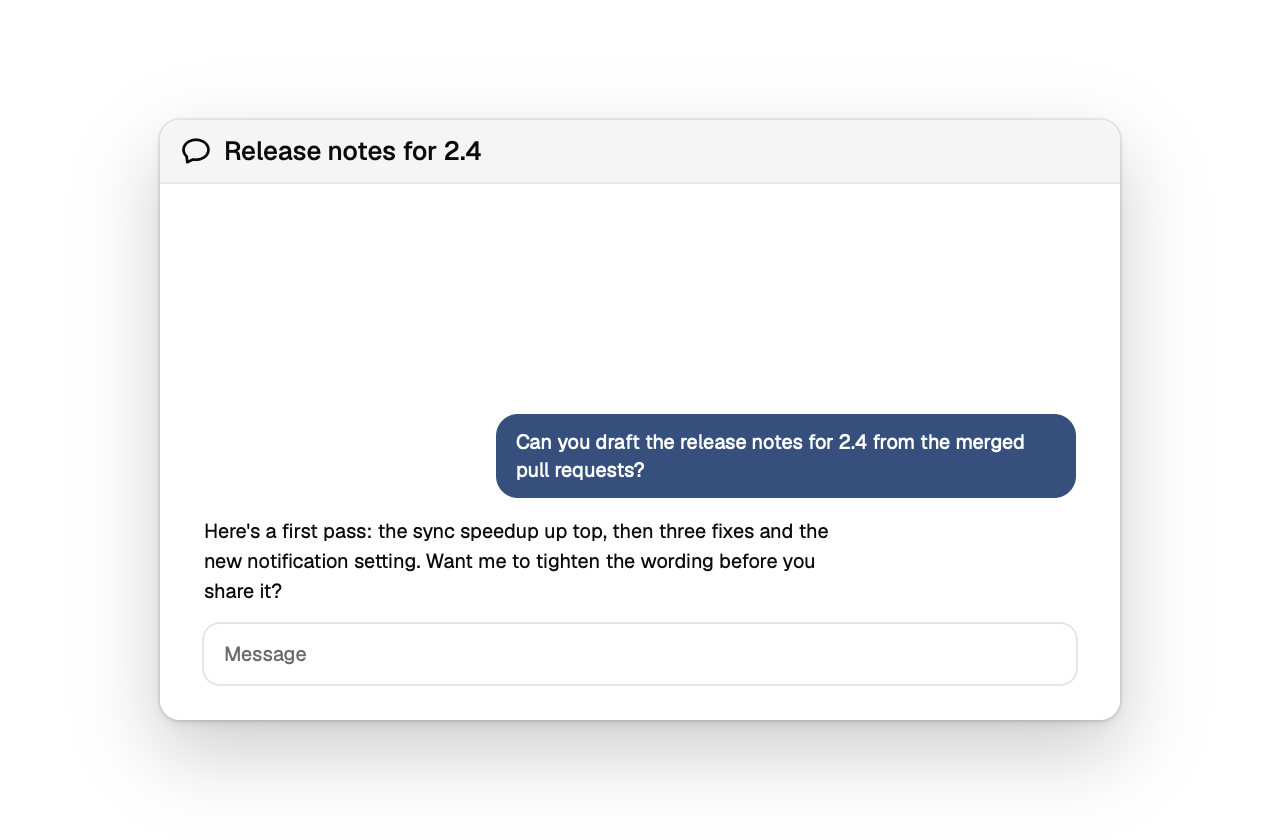 Release notes for 2.4
Can you draft the release notes for 2.4 from the merged
pull requests?
Here's a first pass: the sync speedup up top, then three fixes and the
new notification setting. Want me to tighten the wording before you
share it?
Message